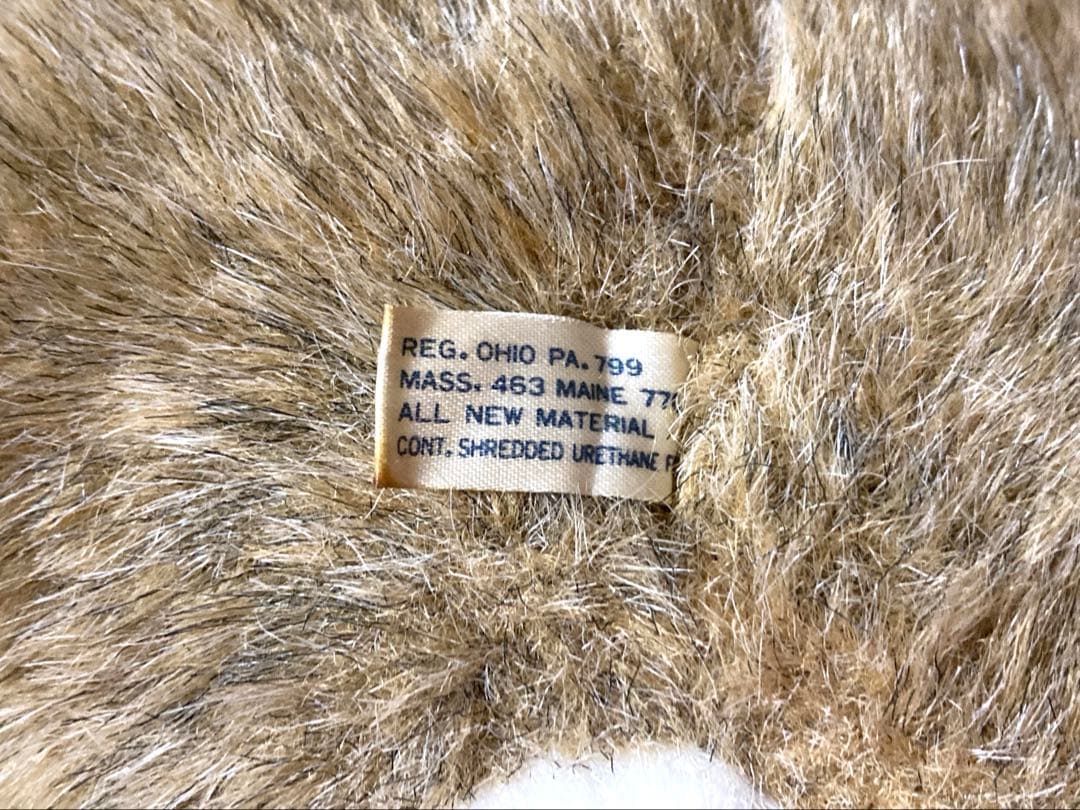 REG. OHIO PA. 799
MASS. 463 MAINE
ALL NEW MATERIAL
CONT. SHREDDED URETHANE